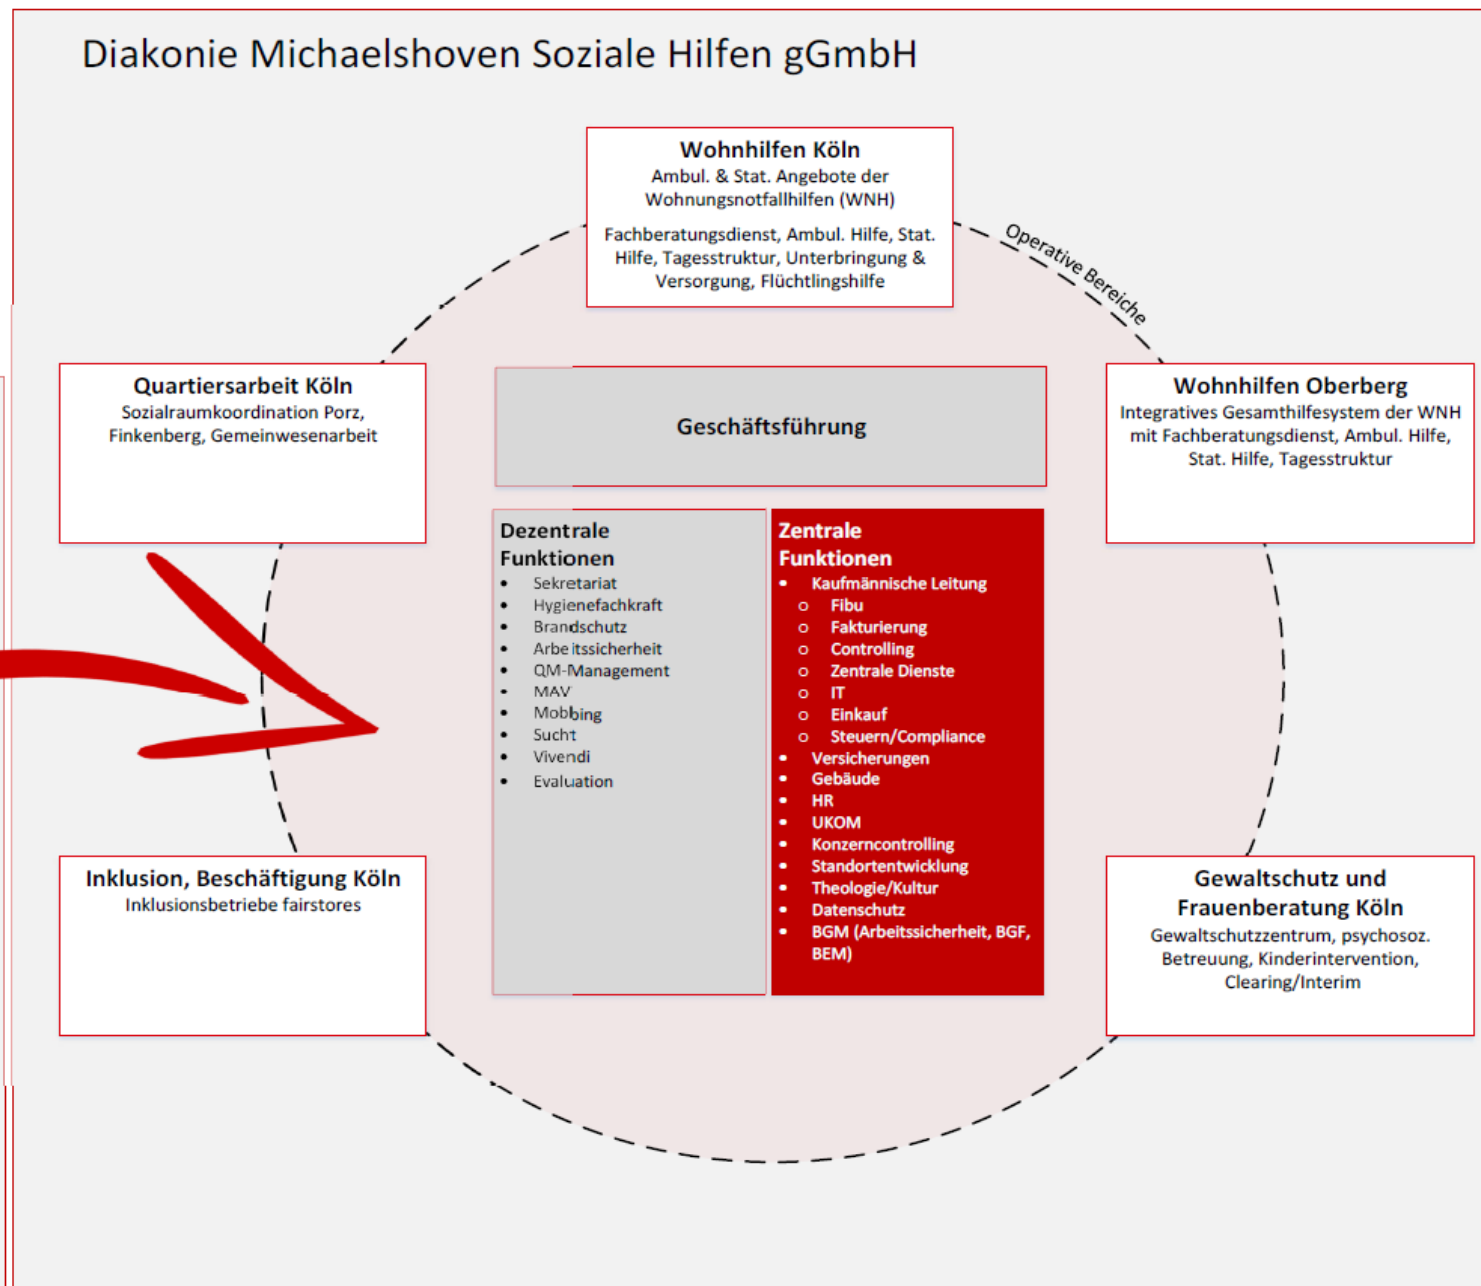 Diakonie Michaelshoven Soziale Hilfen gGmbH
Wohnhilfen Köln
Ambul. & Stat. Angebote der
Wohnungsnotfallhilfen (WNH)
Fachberatungsdienst, Ambul. Hilfe, Stat.
Hilfe, Tagesstruktur, Unterbringung &
Versorgung, Flüchtlingshilfe
Operative Bereiche
Quartiersarbeit Köln
Sozialraumkoordination Porz,
Finkenberg, Gemeinwesenarbeit
Geschäftsführung
Wohnhilfen Oberberg
Integratives Gesamthilfesystem der WNH
mit Fachberatungsdienst, Ambul. Hilfe,
Stat. Hilfe, Tagesstruktur
Dezentrale
Funktionen
• Sekretariat
• Hygienefachkraft
• Brandschutz
• Arbeitssicherheit
• QM-Management
• MAV
• Mobbing
• Sucht
• Vivendi
• Evaluation
Zentrale
Funktionen
• Kaufmännische Leitung
o Fibu
o Fakturierung
o Controlling
o Zentrale Dienste
o IT
o Einkauf
o Steuern/Compliance
• Versicherungen
• Gebäude
• HR
• UKOM
• Konzerncontrolling
• Standortentwicklung
• Theologie/Kultur
• Datenschutz
• BGM (Arbeitssicherheit, BGF,
BEM)
Inklusion, Beschäftigung Köln
Inklusionsbetriebe fairstores
Gewaltschutz und
Frauenberatung Köln
Gewaltschutzzentrum, psychosoz.
Betreuung, Kinderintervention,
Clearing/Interim